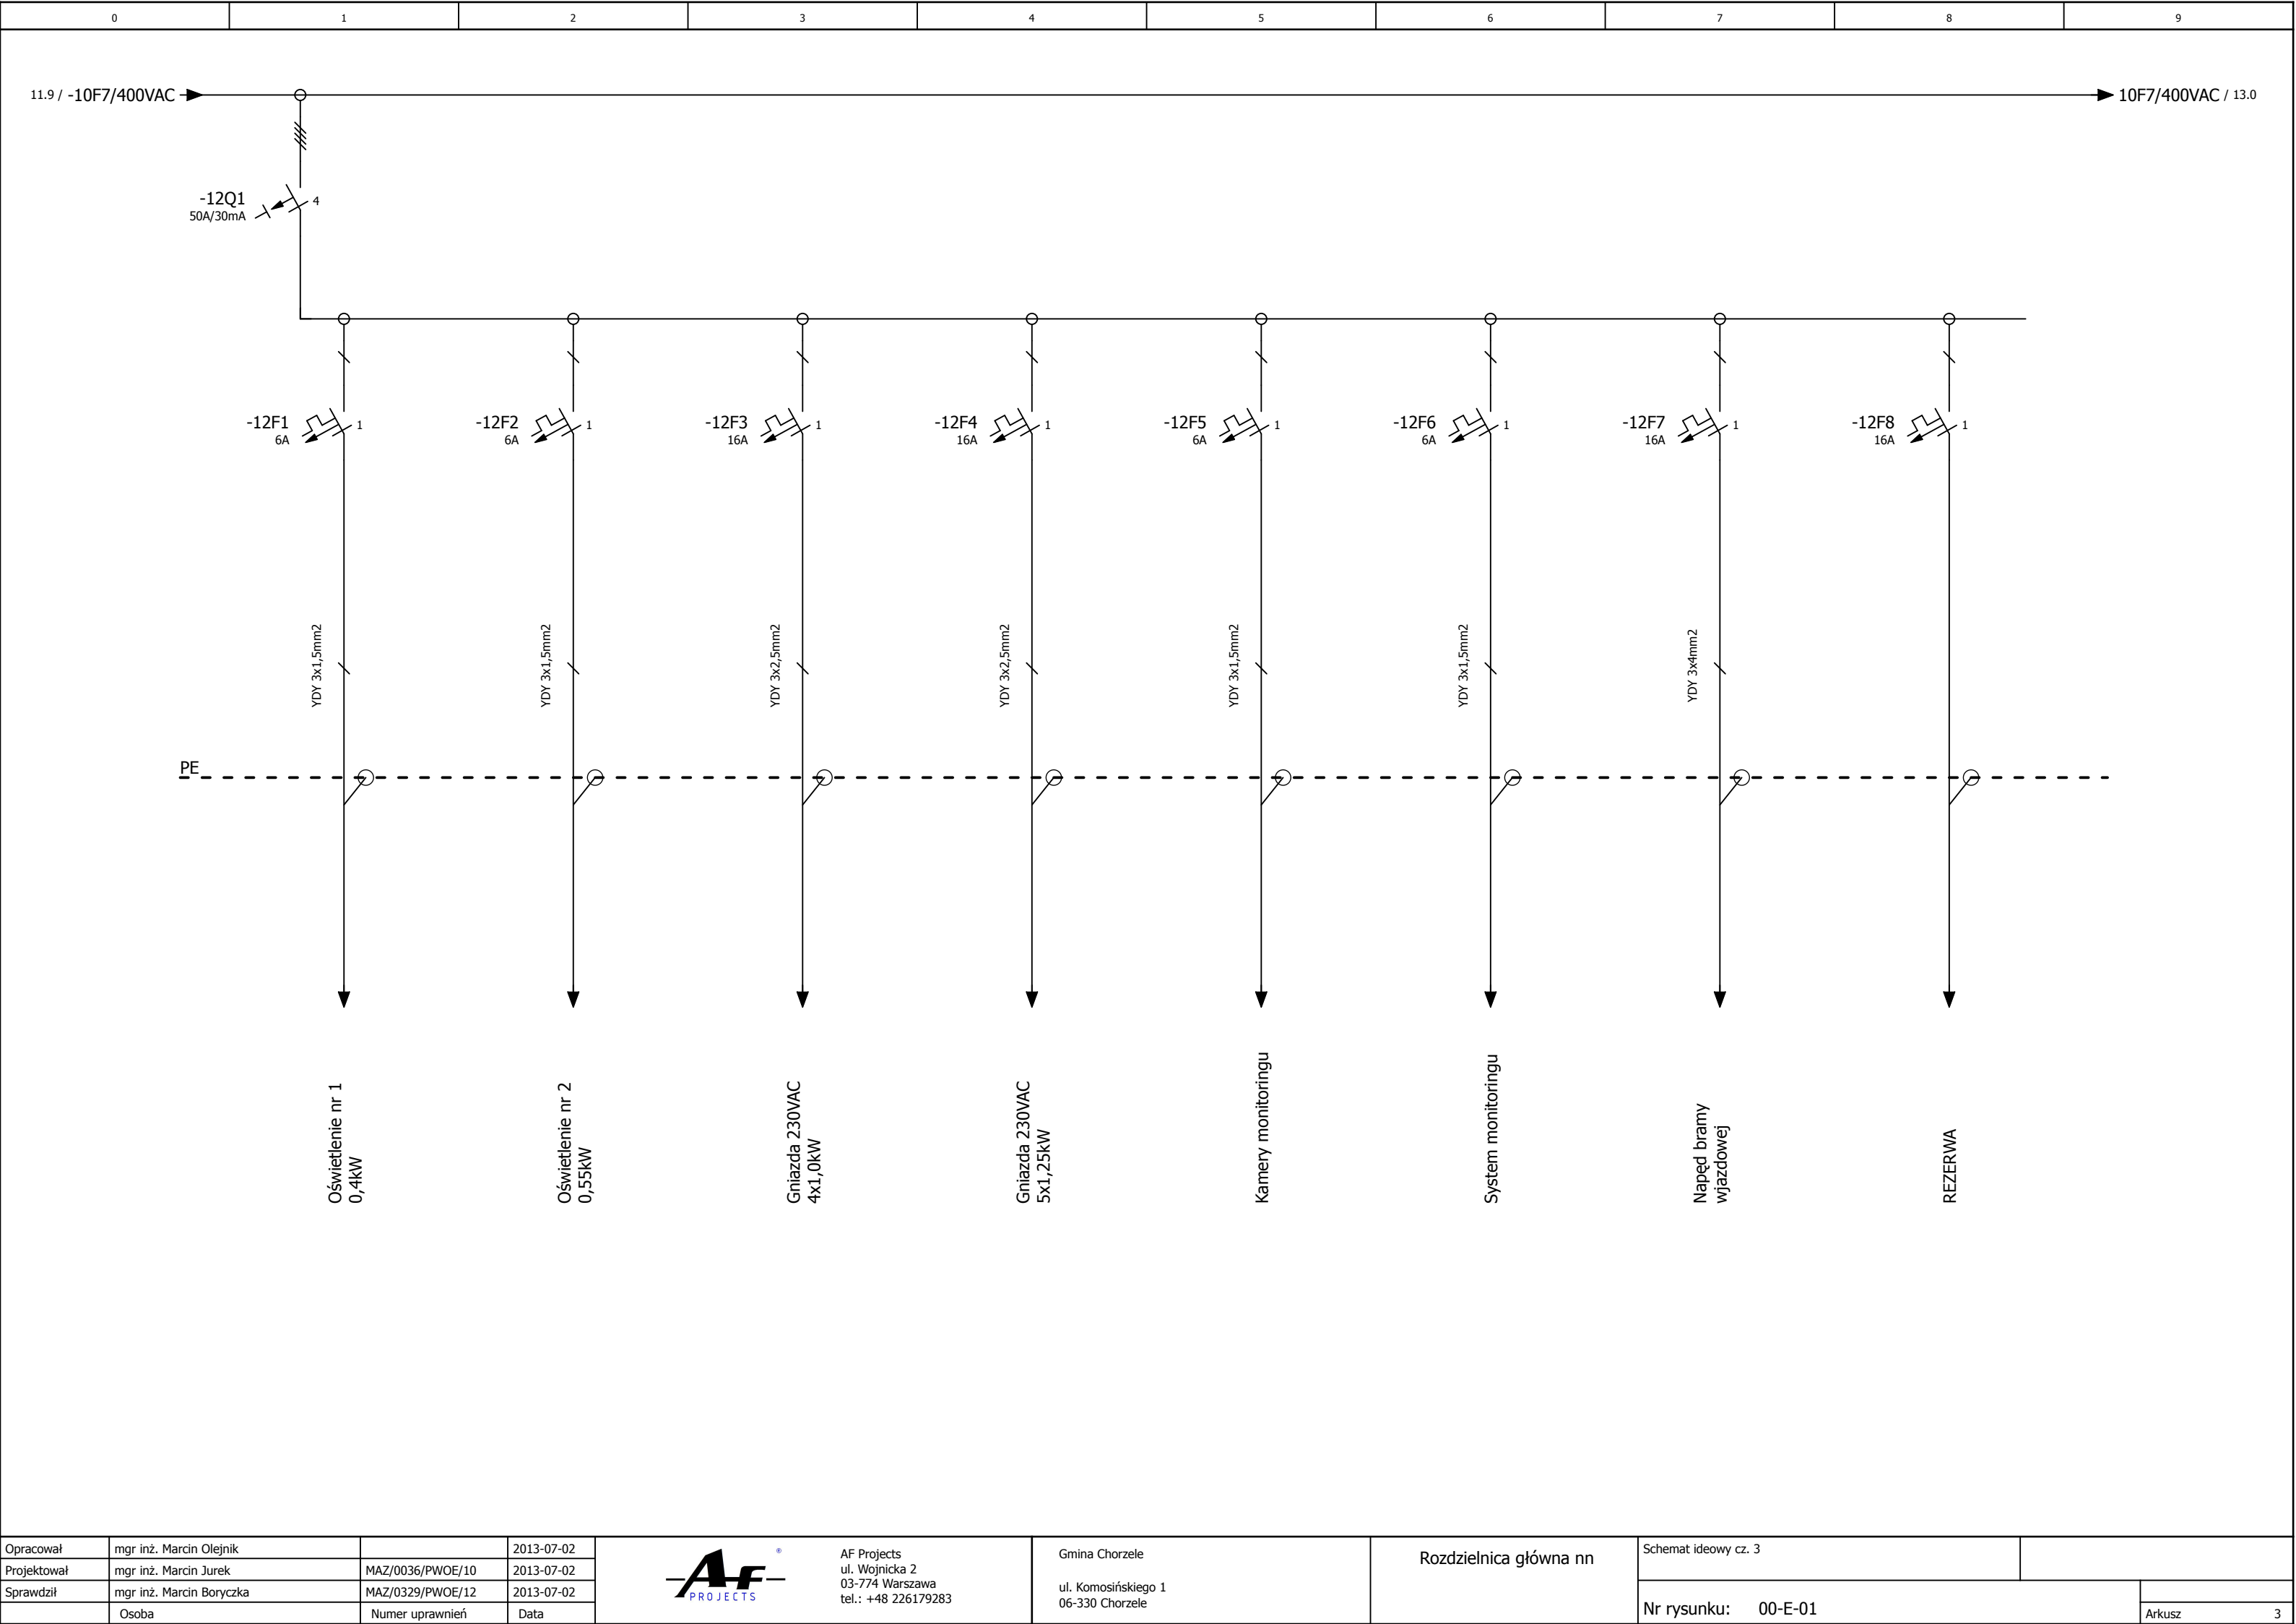 0 1 2 3 4 5 6 7 8 9
11.9 / -10F7/400VAC
10F7/400VAC / 13.0
-12Q1
50A/30mA
4
-12F1
6A
1
-12F2
6A
1
-12F3
16A
1
-12F4
16A
1
-12F5
6A
1
-12F6
6A
1
-12F7
16A
1
-12F8
16A
1
YDY 3x1,5mm2
YDY 3x1,5mm2
YDY 3x2,5mm2
YDY 3x2,5mm2
YDY 3x1,5mm2
YDY 3x1,5mm2
YDY 3x4mm2
PE
Oświetlenie nr 1
0,4kW
Oświetlenie nr 2
0,55kW
Gniazda 230VAC
4x1,0kW
Gniazda 230VAC
5x1,25kW
Kamery monitoringu
System monitoringu
Napęd bramy
wjazdowej
REZERWA
Opracował mgr inż. Marcin Olejnik 2013-07-02
Projektował mgr inż. Marcin Jurek MAZ/0036/PWOE/10 2013-07-02
Sprawdził mgr inż. Marcin Boryczka MAZ/0329/PWOE/12 2013-07-02
Osoba Numer uprawnień Data
AF ®
PROJECTS
AF Projects
ul. Wojnicka 2
03-774 Warszawa
tel.: +48 226179283
Gmina Chorzele
ul. Komosińskiego 1
06-330 Chorzele
Rozdzielnica główna nn
Schemat ideowy cz. 3
Nr rysunku: 00-E-01
Arkusz 3